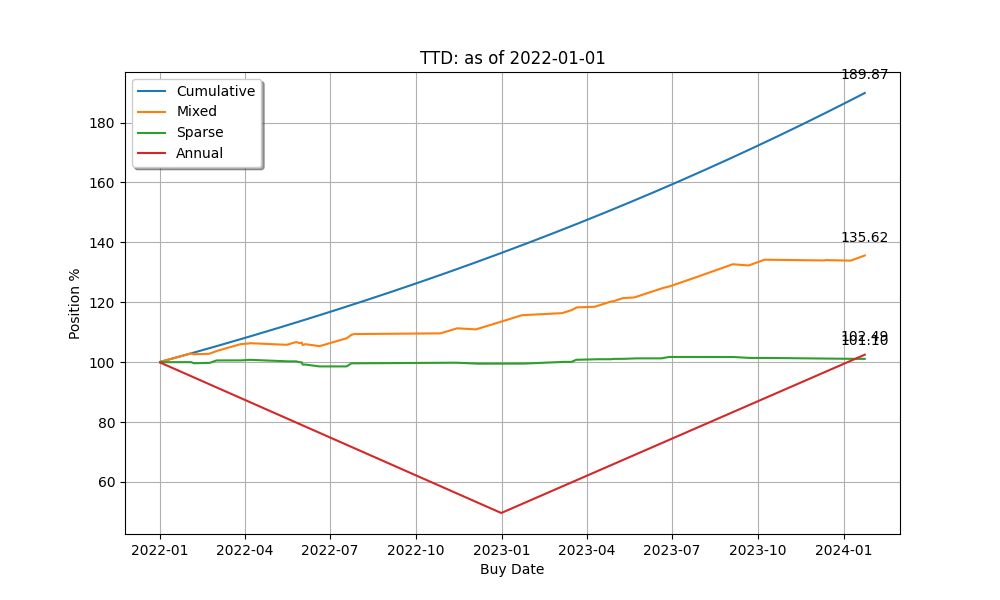 TTD: as of 2022-01-01
189.87
Cumulative
Mixed
Sparse
Annual
180
160
140
120
100
80
60
135.62
102.49
101.10
Position %
2022-01 2022-04 2022-07 2022-10 2023-01 2023-04 2023-07 2023-10 2024-01
Buy Date